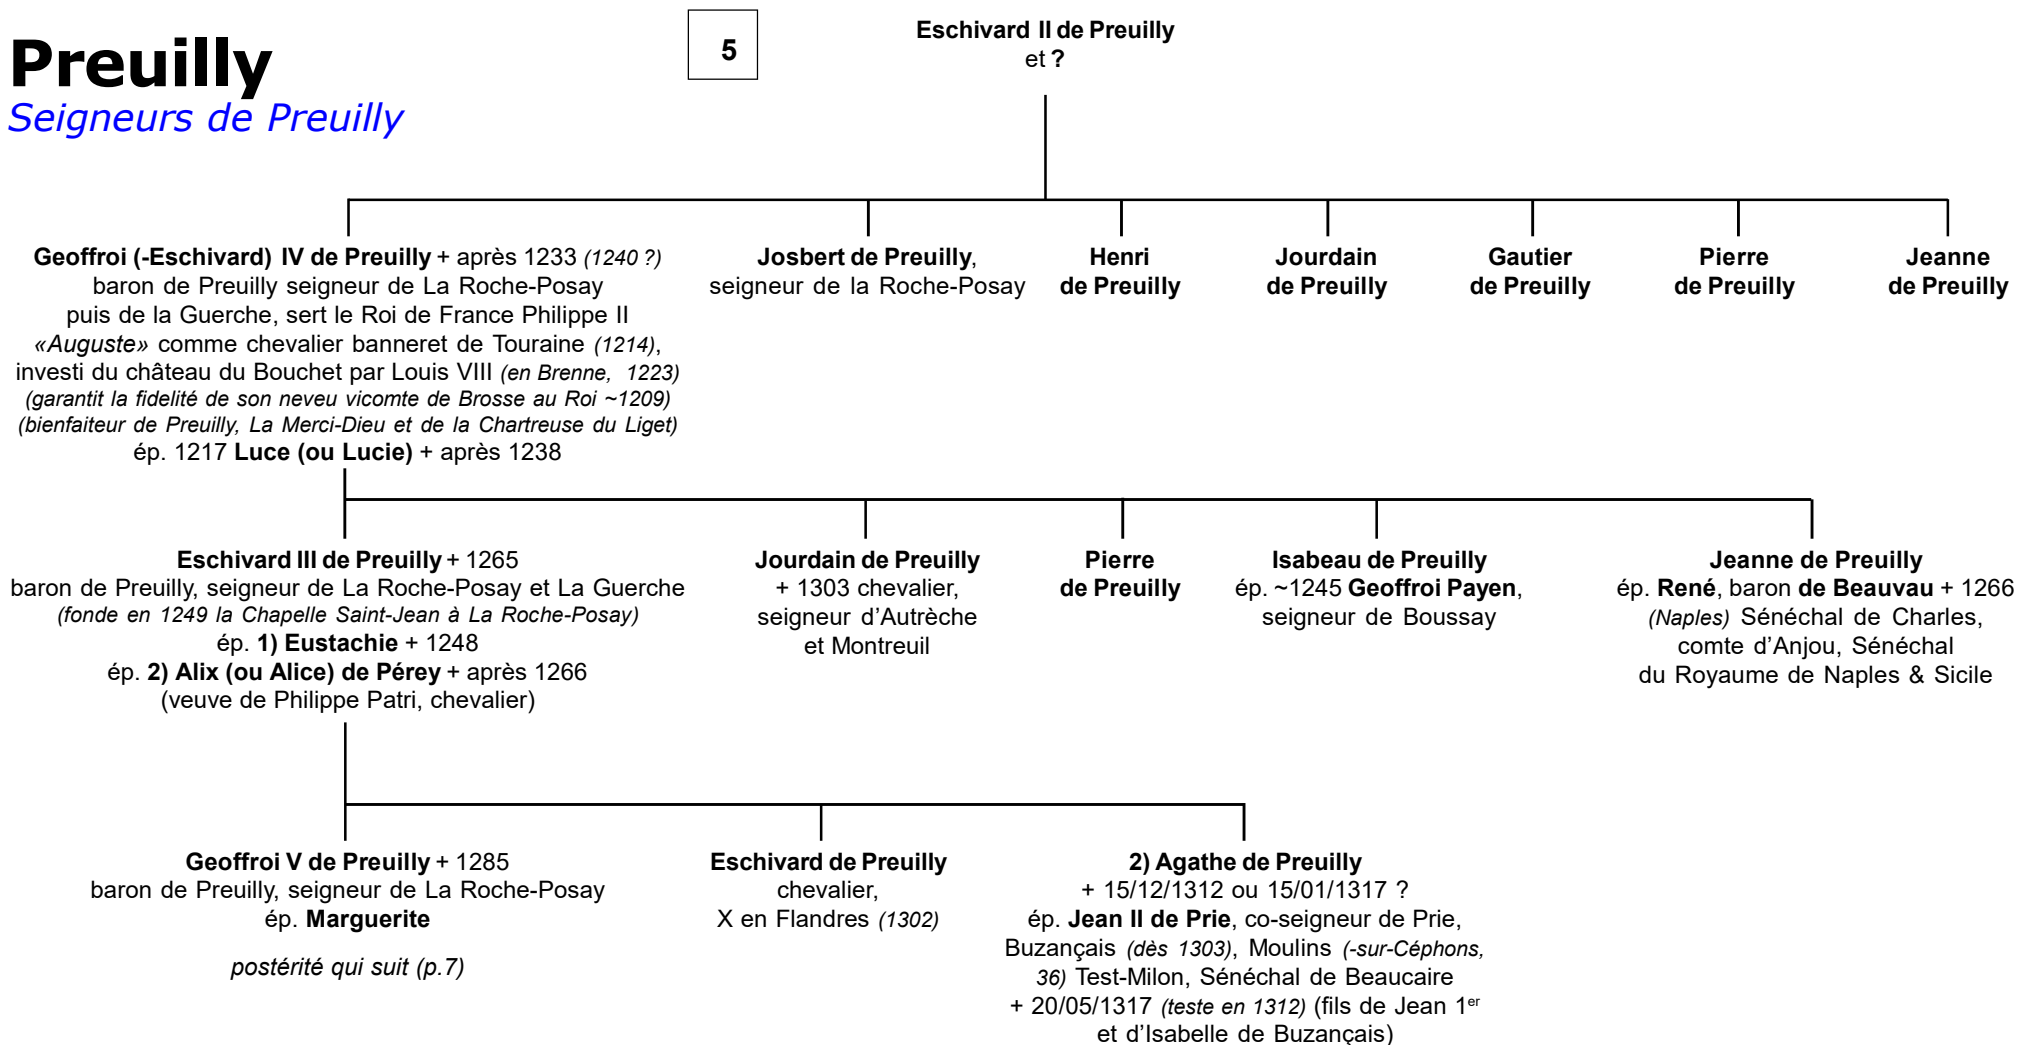 Preuilly
Seigneurs de Preuilly
5
Eschivard II de Preuilly
et ?
Geoffroi (-Eschivard) IV de Preuilly + après 1233 (1240 ?)
baron de Preuilly seigneur de La Roche-Posay
puis de la Guerche, sert le Roi de France Philippe II
«Auguste» comme chevalier banneret de Touraine (1214),
investi du château du Bouchet par Louis VIII (en Brenne, 1223)
(garantit la fidelité de son neveu vicomte de Brosse au Roi ~1209)
(bienfaiteur de Preuilly, La Merci-Dieu et de la Chartreuse du Liget)
ép. 1217 Luce (ou Lucie) + après 1238
Josbert de Preuilly,
seigneur de la Roche-Posay
Henri
de Preuilly
Jourdain
de Preuilly
Gautier
de Preuilly
Pierre
de Preuilly
Jeanne
de Preuilly
Eschivard III de Preuilly + 1265
baron de Preuilly, seigneur de La Roche-Posay et La Guerche
(fonde en 1249 la Chapelle Saint-Jean à La Roche-Posay)
ép. 1) Eustachie + 1248
ép. 2) Alix (ou Alice) de Pérey + après 1266
(veuve de Philippe Patri, chevalier)
Jourdain de Preuilly
+ 1303 chevalier,
seigneur d'Autrèche
et Montreuil
Pierre
de Preuilly
Isabeau de Preuilly
ép. ~1245 Geoffroi Payen,
seigneur de Boussay
Jeanne de Preuilly
ép. René, baron de Beauvau + 1266
(Naples) Sénéchal de Charles,
comte d'Anjou, Sénéchal
du Royaume de Naples & Sicile
Geoffroi V de Preuilly + 1285
baron de Preuilly, seigneur de La Roche-Posay
ép. Marguerite
postérité qui suit (p.7)
Eschivard de Preuilly
chevalier,
X en Flandres (1302)
2) Agathe de Preuilly
+ 15/12/1312 ou 15/01/1317 ?
ép. Jean II de Prie, co-seigneur de Prie,
Buzançais (dès 1303), Moulins (-sur-Céphons,
36) Test-Milon, Sénéchal de Beaucaire
+ 20/05/1317 (teste en 1312) (fils de Jean 1er
et d'Isabelle de Buzançais)